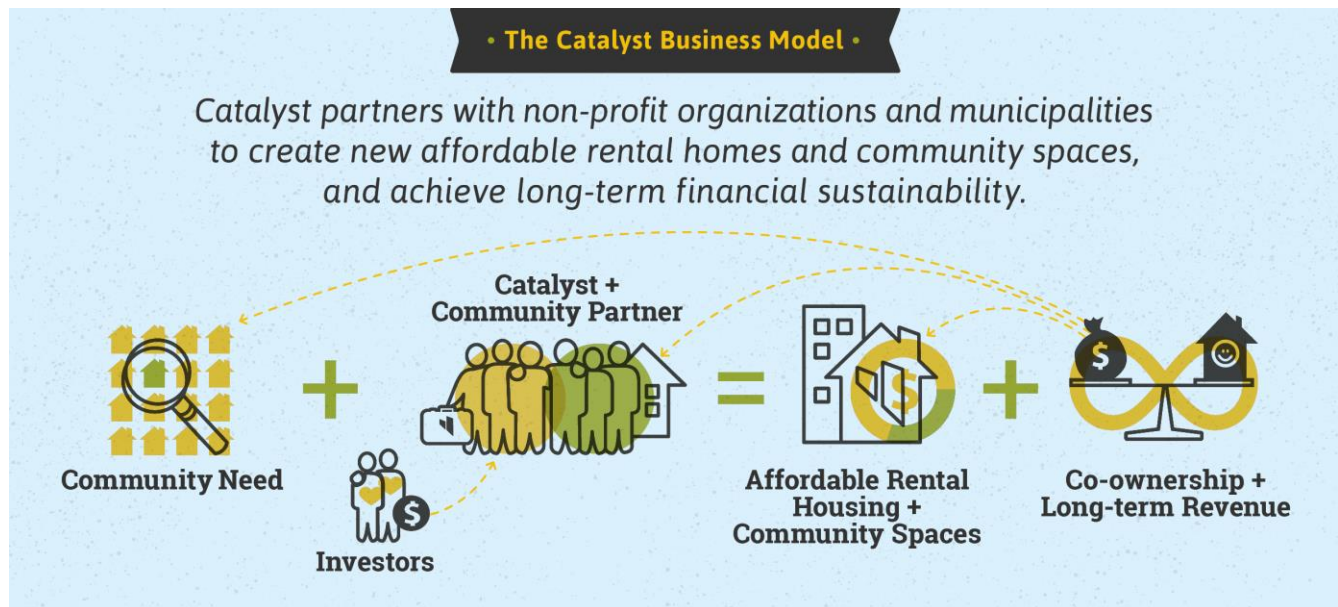 • The Catalyst Business Model •
Catalyst partners with non-profit organizations and municipalities
to create new affordable rental homes and community spaces,
and achieve long-term financial sustainability.
Community Need
+
Investors
$
Catalyst +
Community Partner
=
$
Affordable Rental
Housing +
Community Spaces
+
$
Co-ownership +
Long-term Revenue